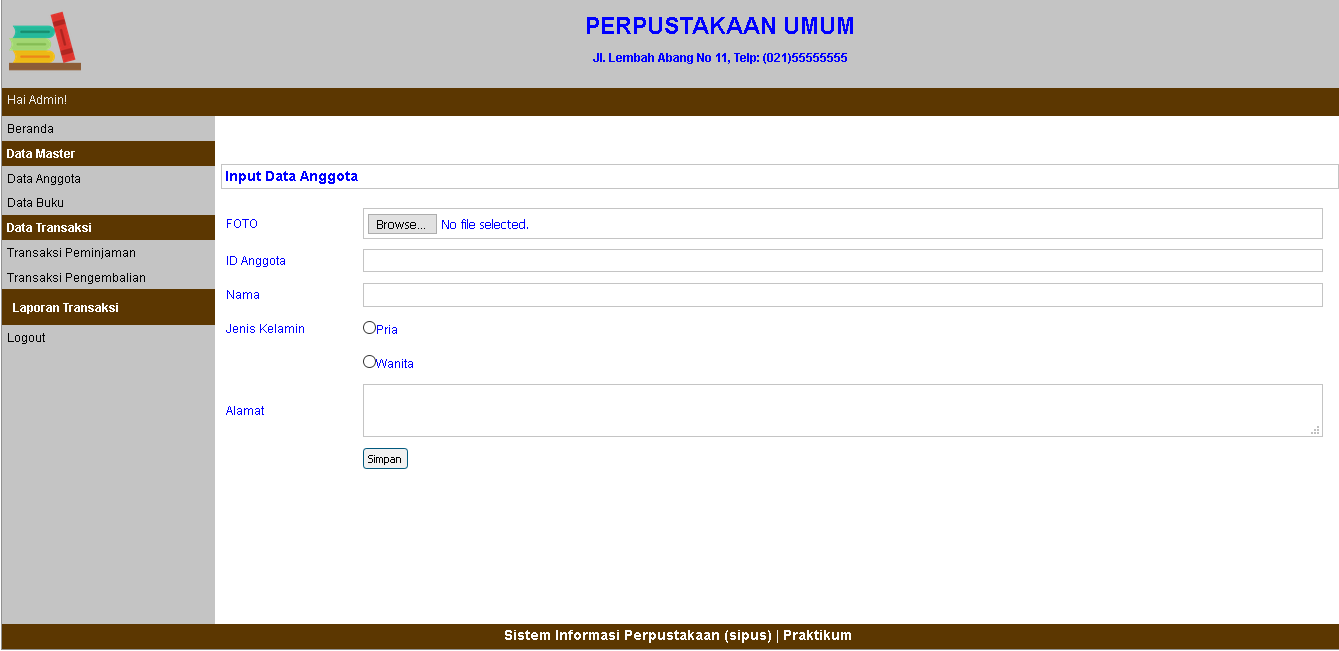 PERPUSTAKAAN UMUM
Jl. Lembah Abang No 11, Telp: (021)55555555
Hai Admin!
Beranda
Data Master
Data Anggota
Data Buku
Data Transaksi
Transaksi Peminjaman
Transaksi Pengembalian
Laporan Transaksi
Logout
Input Data Anggota
FOTO Browse... No file selected.
ID Anggota
Nama
Jenis Kelamin Pria
Wanita
Alamat
Simpan
Sistem Informasi Perpustakaan (sipus) | Praktikum